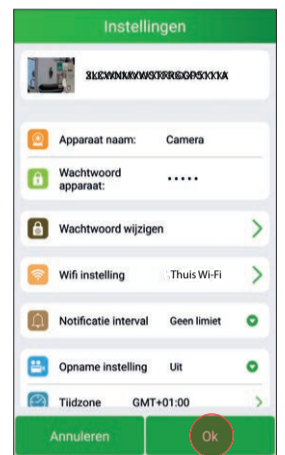 Instellingen
Apparaat naam: Camera
Wachtwoord
apparaat: •••••
Wachtwoord wijzigen
Wifi instelling Thuis Wi-Fi
Notificatie interval Geen limiet
Opname instelling Uit
Tijdzone GMT+01:00
Annuleren Ok